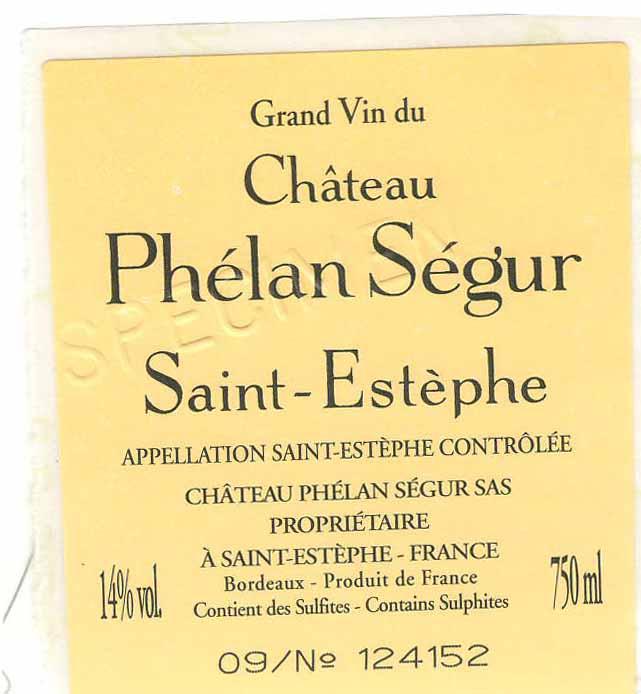 Grand Vin du
Château
Phélan Ségur
SPECIMEN
Saint-Estèphe
APPELLATION SAINT-ESTÈPHE CONTRÔLÉE
CHÂTEAU PHÉLAN SÉGUR SAS
PROPRIÉTAIRE
À SAINT-ESTÈPHE - FRANCE
14% vol. Bordeaux - Produit de France 750 ml
Contient des Sulfites - Contains Sulphites
09/Nº 124152